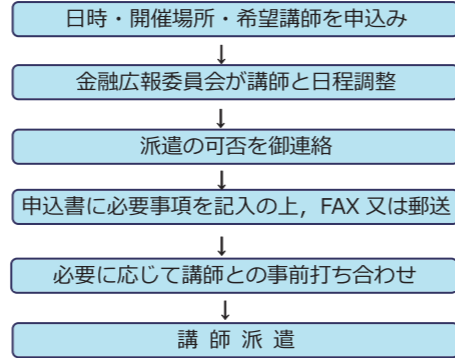 日時・開催場所・希望講師を申込み
↓
金融広報委員会が講師と日程調整
↓
派遣の可否を御連絡
↓
申込書に必要事項を記入の上，FAX 又は郵送
↓
必要に応じて講師との事前打ち合わせ
↓
講 師 派 遣